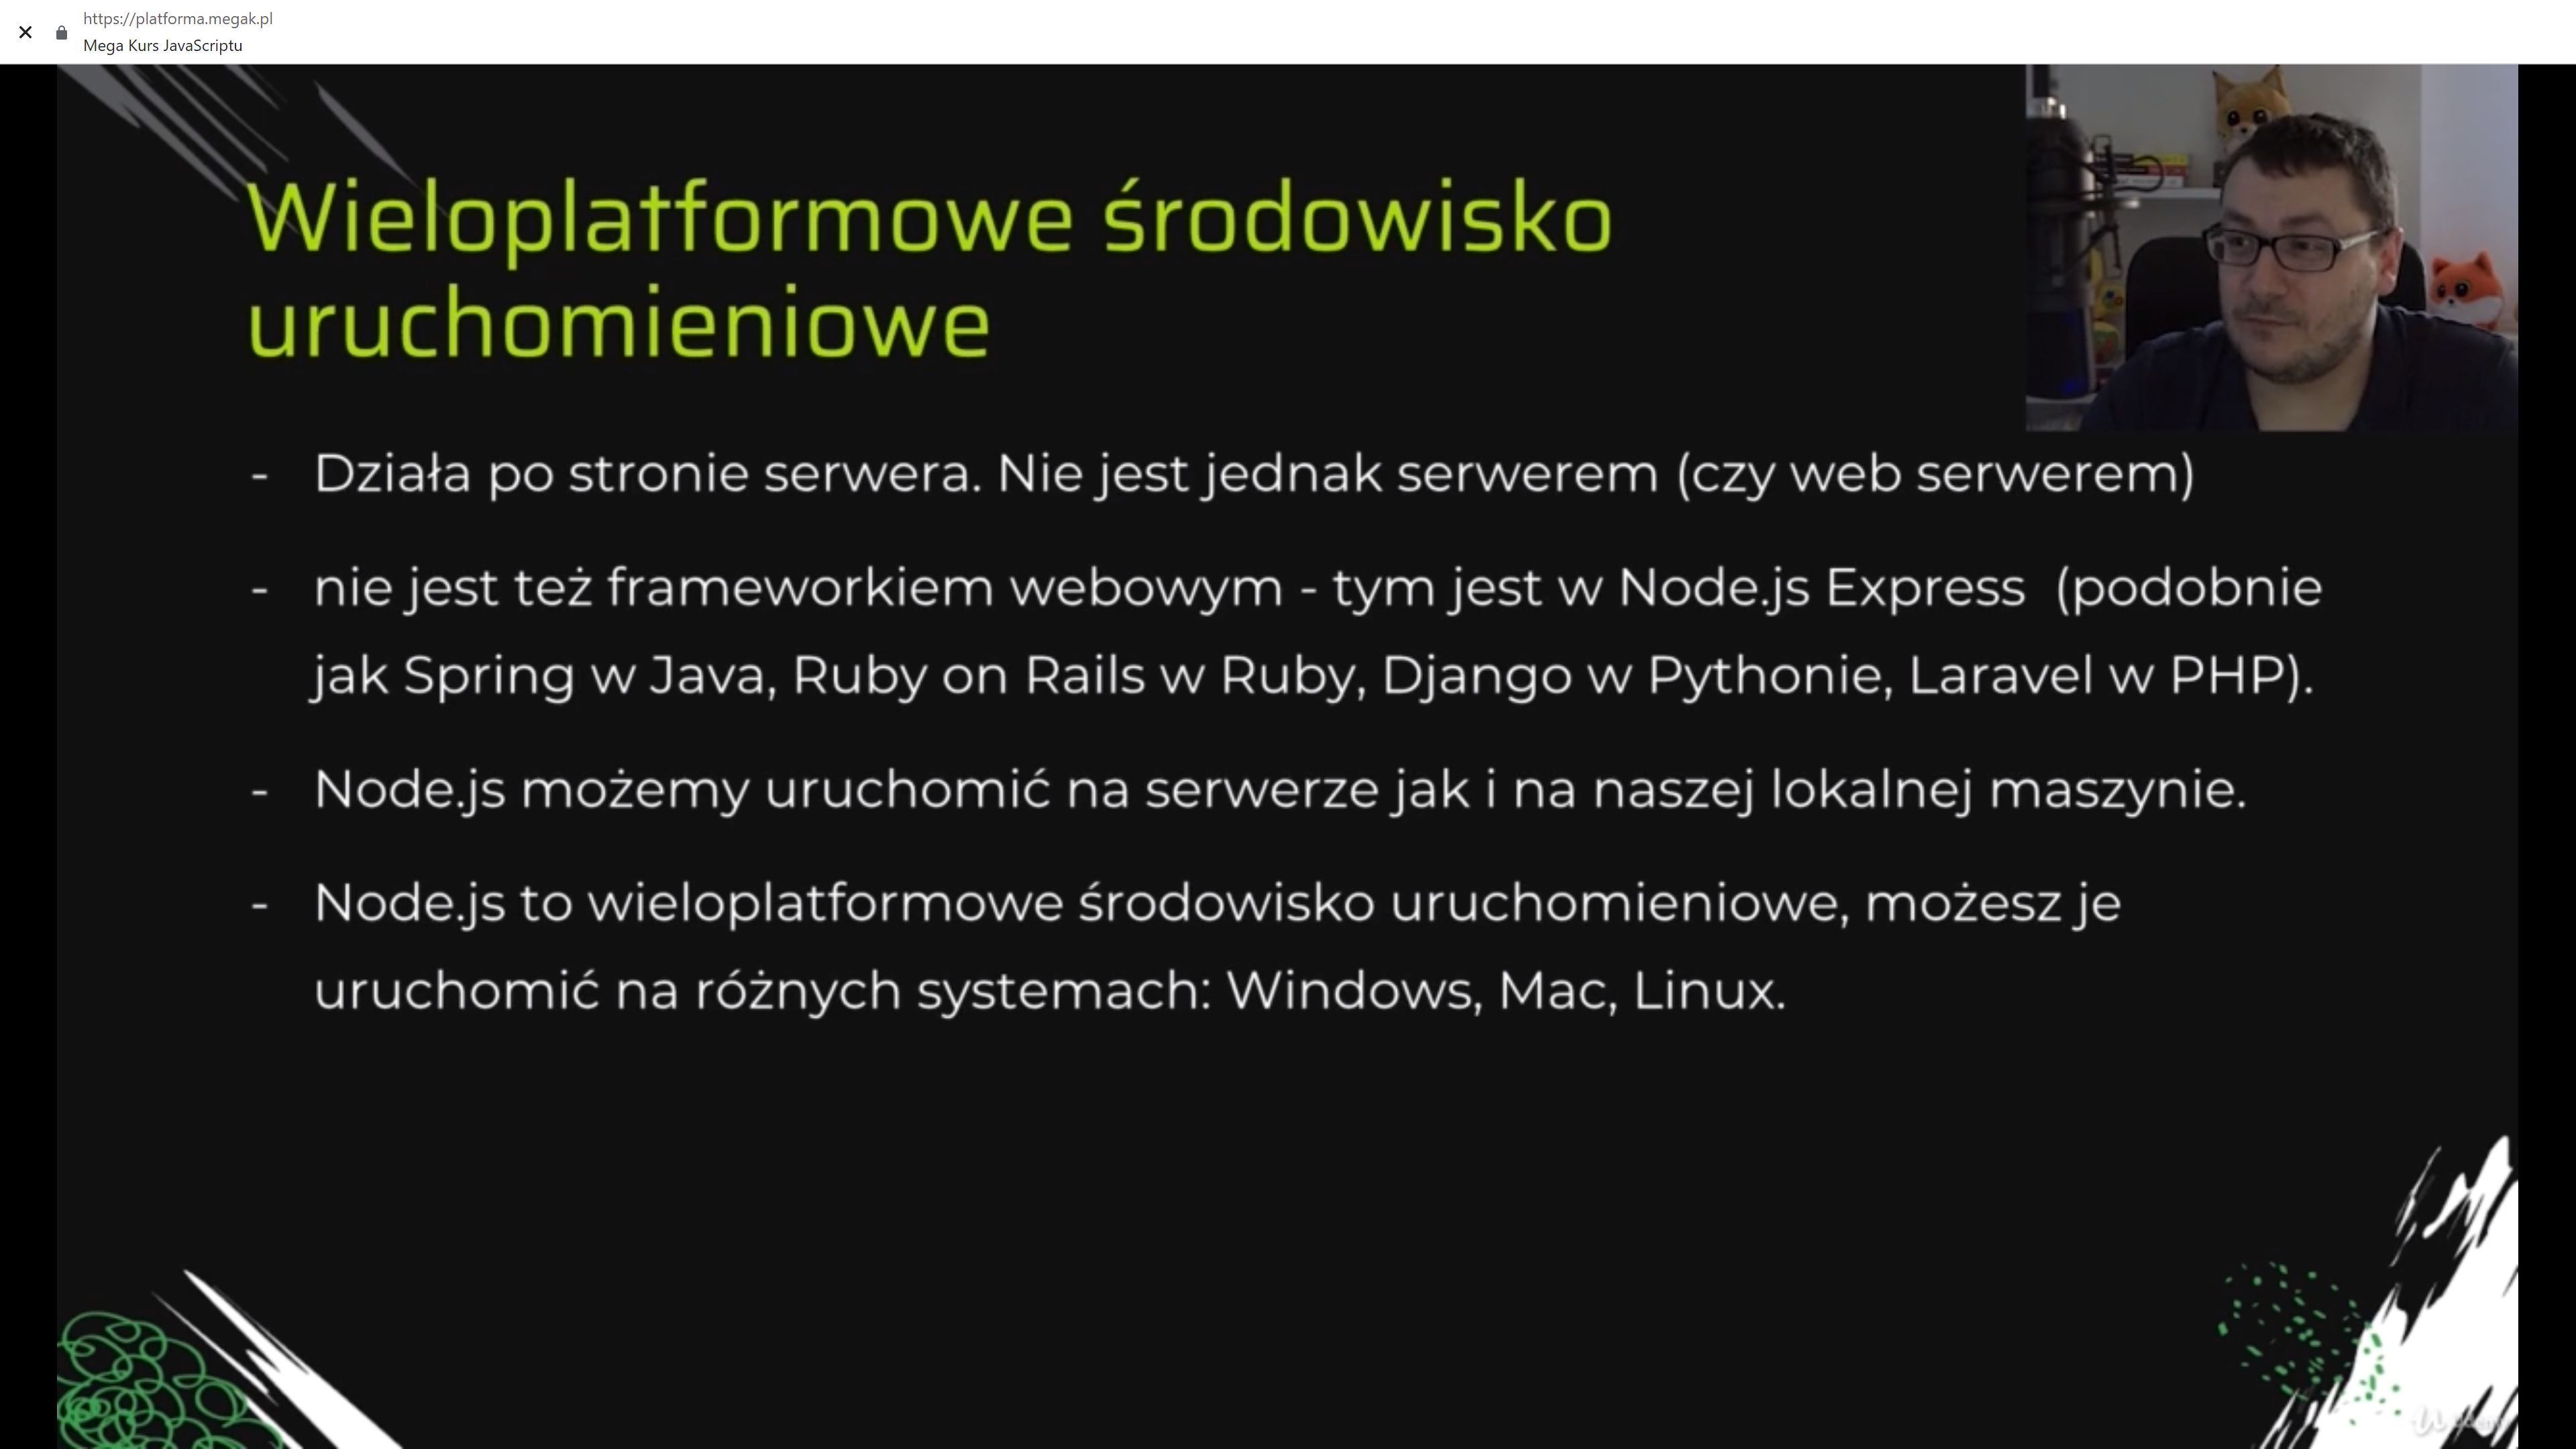 https://platforma.megak.pl
Mega Kurs JavaScriptu
Wieloplatformowe środowisko
uruchomieniowe
- Działa po stronie serwera. Nie jest jednak serwerem (czy web serwerem)
- nie jest też frameworkiem webowym - tym jest w Node.js Express (podobnie
jak Spring w Java, Ruby on Rails w Ruby, Django w Pythonie, Laravel w PHP).
- Node.js możemy uruchomić na serwerze jak i na naszej lokalnej maszynie.
- Node.js to wieloplatformowe środowisko uruchomieniowe, możesz je
uruchomić na różnych systemach: Windows, Mac, Linux.